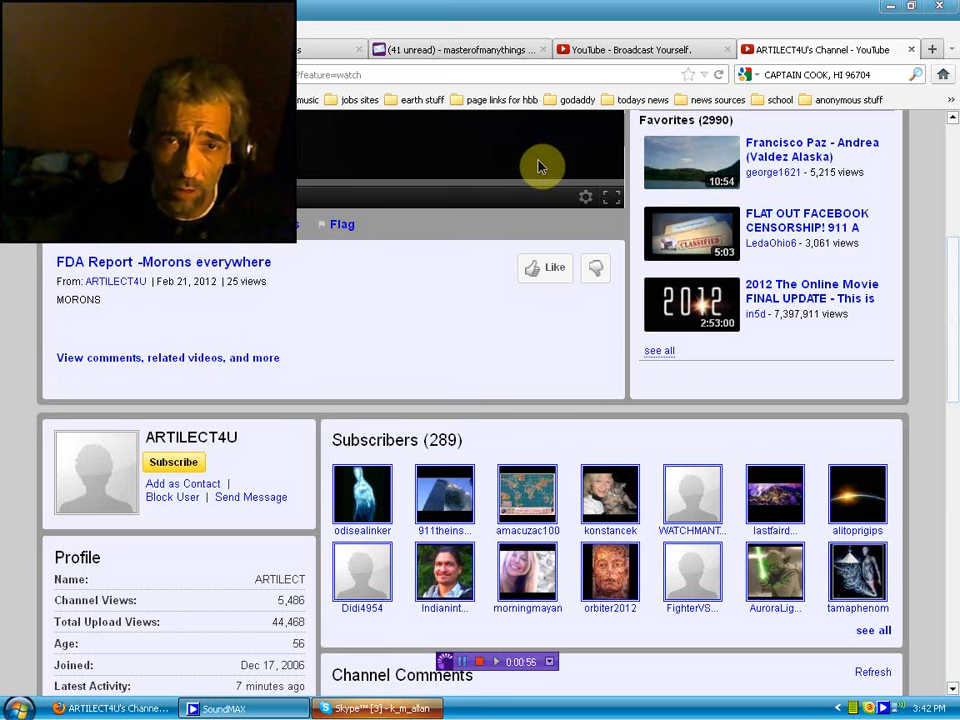 (41 unread) - masterofmanythings ...
YouTube - Broadcast Yourself.
ARTILECT4U's Channel - YouTube
?feature=watch
CAPTAIN COOK, HI 96704
music
jobs sites
earth stuff
page links for hbb
godaddy
todays news
news sources
school
anonymous stuff
»
Favorites (2990)
Francisco Paz - Andrea
(Valdez Alaska)
george1621 - 5,215 views
10:54
FLAT OUT FACEBOOK
CENSORSHIP! 911 A
LedaOhio6 - 3,061 views
CLASSIFIED
5:03
2012 The Online Movie
FINAL UPDATE - This is
in5d - 7,397,911 views
2012
2:53:00
see all
Flag
FDA Report -Morons everywhere
From: ARTILECT4U | Feb 21, 2012 | 25 views
MORONS
Like
View comments, related videos, and more
ARTILECT4U
Subscribe
Add as Contact |
Block User | Send Message
Subscribers (289)
odisealinker
911theins...
amacuzac100
konstancek
WATCHMANT...
lastfaird...
alitoprigips
Didi4954
Indianint...
morningmayan
orbiter2012
FighterVS...
AuroraLig...
tamaphenom
see all
Profile
Name: ARTILECT
Channel Views: 5,486
Total Upload Views: 44,468
Age: 56
Joined: Dec 17, 2006
Latest Activity: 7 minutes ago
0:00:56
Channel Comments
Refresh
ARTILECT4U's Channe...
SoundMAX
Skype™ [3] - k_m_allan
3:42 PM